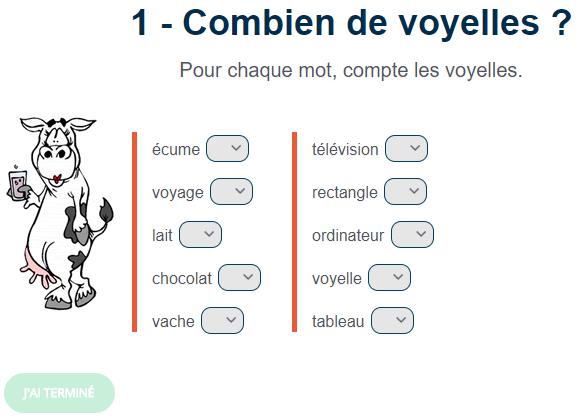 1 - Combien de voyelles ?
Pour chaque mot, compte les voyelles.
écume
voyage
lait
chocolat
vache
télévision
rectangle
ordinateur
voyelle
tableau
J'AI TERMINÉ